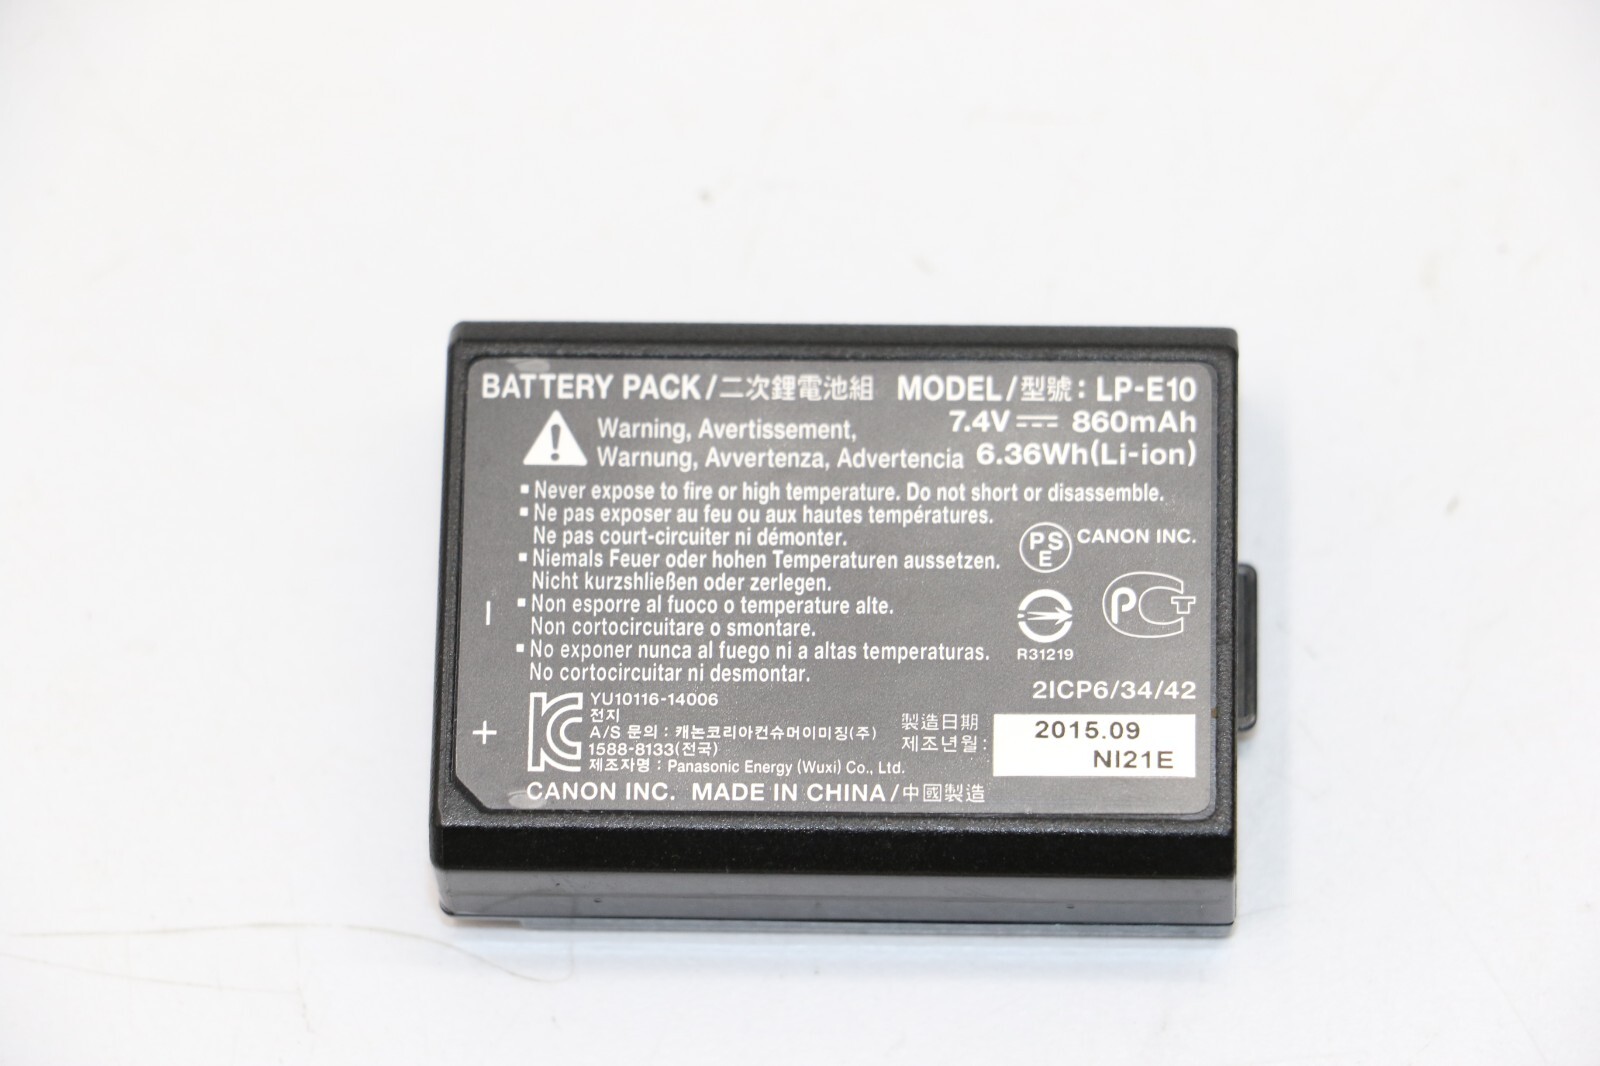 BATTERY PACK/二次鋰電池組 MODEL/型號: LP-E10
7.4V⎓ 860mAh
6.36Wh(Li-ion)
Warning, Avertissement,
Warnung, Avvertenza, Advertencia
▪ Never expose to fire or high temperature. Do not short or disassemble.
▪ Ne pas exposer au feu ou aux hautes températures.
Ne pas court-circuiter ni démonter.
▪ Niemals Feuer oder hohen Temperaturen aussetzen.
Nicht kurzshließen oder zerlegen.
▪ Non esporre al fuoco o temperature alte.
Non cortocircuitare o smontare.
▪ No exponer nunca al fuego ni a altas temperaturas.
No cortocircuitar ni desmontar.
PSE CANON INC.
PCT
R31219
2ICP6/34/42
–
+
KC
YU10116-14006
전지
A/S 문의 : 캐논코리아컨슈머이미징(주)
1588-8133(전국)
제조자명 : Panasonic Energy (Wuxi) Co., Ltd.
製造日期
제조년월:
2015.09
NI21E
CANON INC. MADE IN CHINA/中國製造